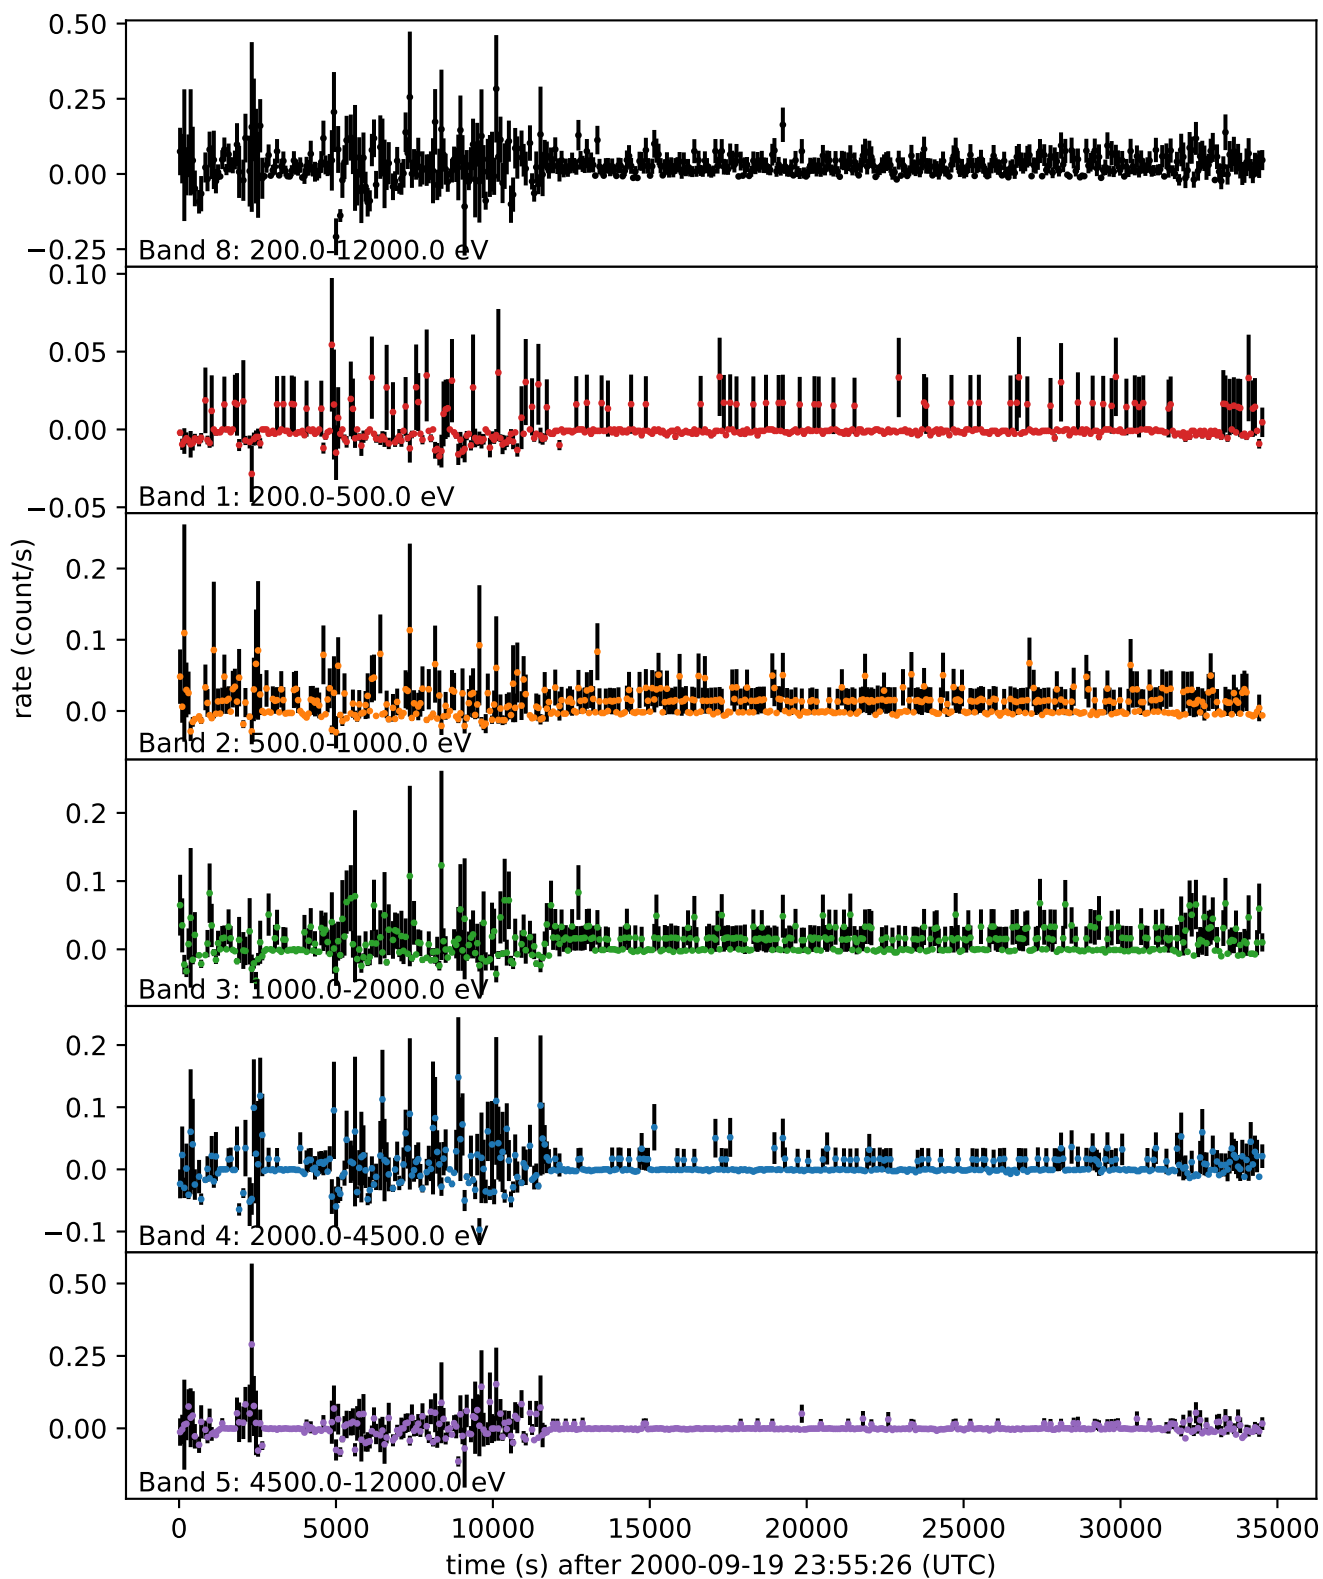 0.50
0.25
0.00
−0.25
Band 8: 200.0-12000.0 eV
0.10
0.05
0.00
−0.05
Band 1: 200.0-500.0 eV
rate (count/s)
0.2
0.1
0.0
Band 2: 500.0-1000.0 eV
0.2
0.1
0.0
Band 3: 1000.0-2000.0 eV
0.2
0.1
0.0
−0.1
Band 4: 2000.0-4500.0 eV
0.50
0.25
0.00
Band 5: 4500.0-12000.0 eV
0 5000 10000 15000 20000 25000 30000 35000
time (s) after 2000-09-19 23:55:26 (UTC)